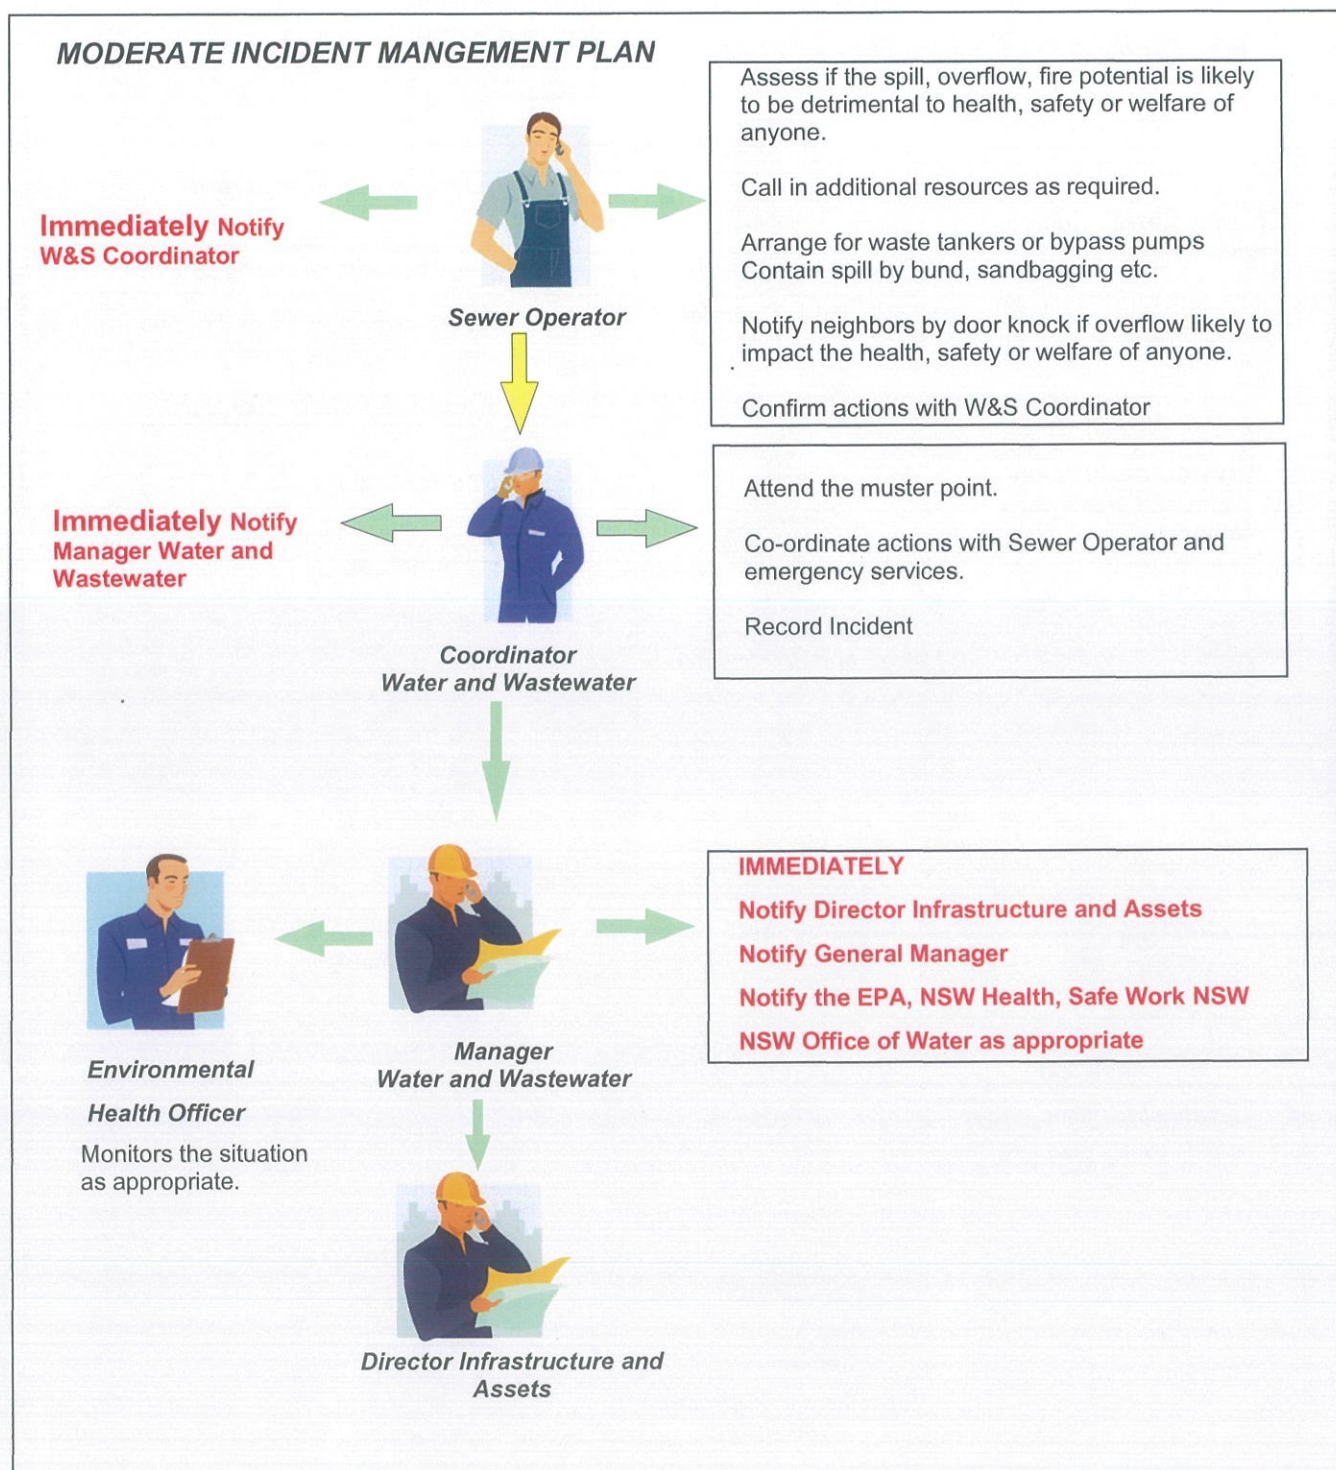 MODERATE INCIDENT MANGEMENT PLAN
Assess if the spill, overflow, fire potential is likely
to be detrimental to health, safety or welfare of
anyone.
Call in additional resources as required.
Arrange for waste tankers or bypass pumps
Contain spill by bund, sandbagging etc.
Notify neighbors by door knock if overflow likely to
impact the health, safety or welfare of anyone.
Confirm actions with W&S Coordinator
Immediately Notify
W&S Coordinator
Sewer Operator
Attend the muster point.
Co-ordinate actions with Sewer Operator and
emergency services.
Record Incident
Immediately Notify
Manager Water and
Wastewater
Coordinator
Water and Wastewater
IMMEDIATELY
Notify Director Infrastructure and Assets
Notify General Manager
Notify the EPA, NSW Health, Safe Work NSW
NSW Office of Water as appropriate
Manager
Water and Wastewater
Environmental
Health Officer
Monitors the situation
as appropriate.
Director Infrastructure and
Assets